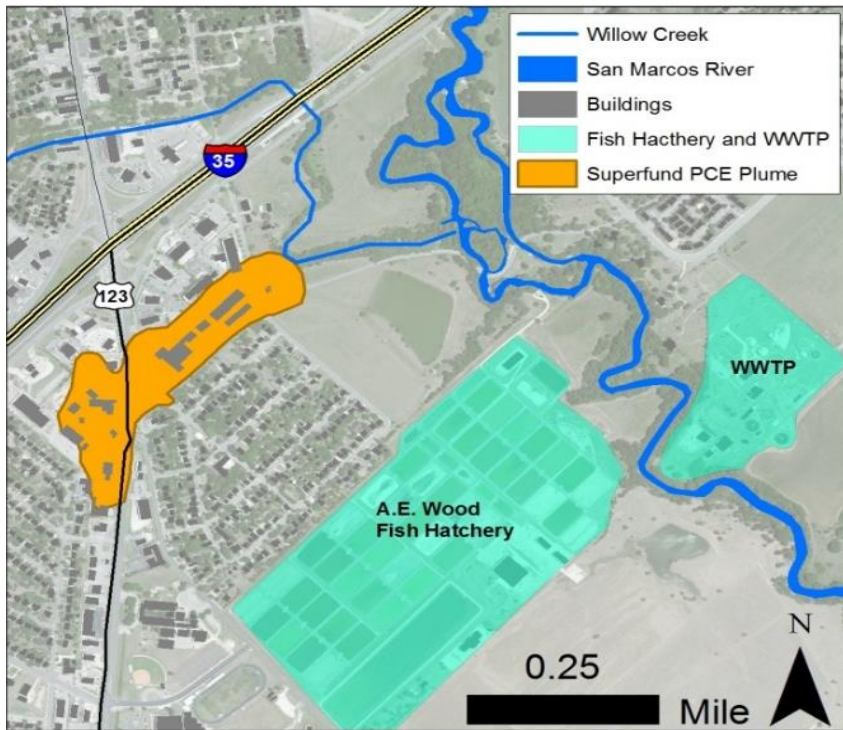 Willow Creek
San Marcos River
Buildings
Fish Hacthery and WWTP
Superfund PCE Plume
35
123
WWTP
A.E. Wood
Fish Hatchery
N
0.25
Mile